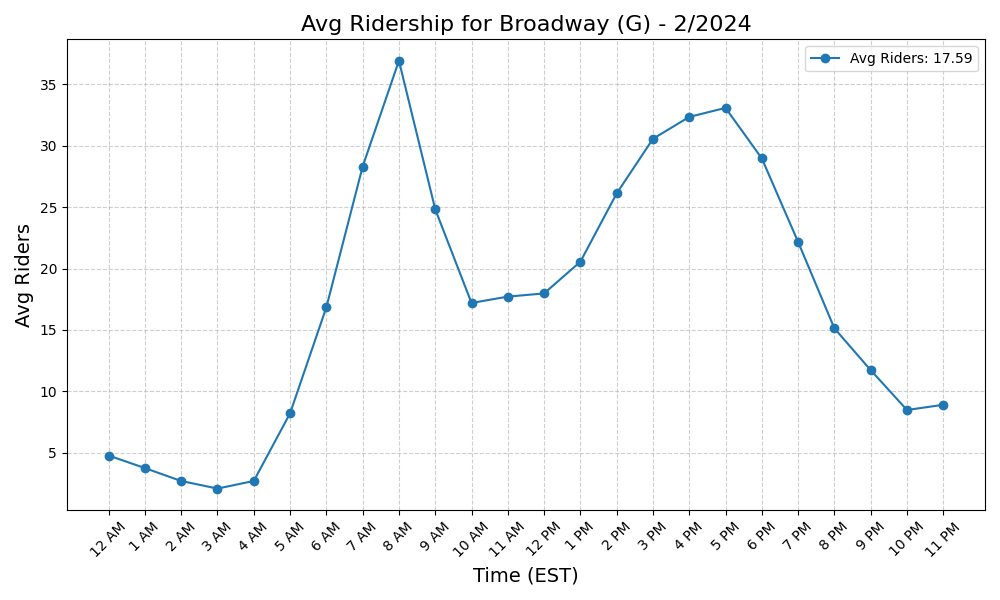 Avg Ridership for Broadway (G) - 2/2024
Avg Riders: 17.59
Avg Riders
35
30
25
20
15
10
5
12 AM
1 AM
2 AM
3 AM
4 AM
5 AM
6 AM
7 AM
8 AM
9 AM
10 AM
11 AM
12 PM
1 PM
2 PM
3 PM
4 PM
5 PM
6 PM
7 PM
8 PM
9 PM
10 PM
11 PM
Time (EST)